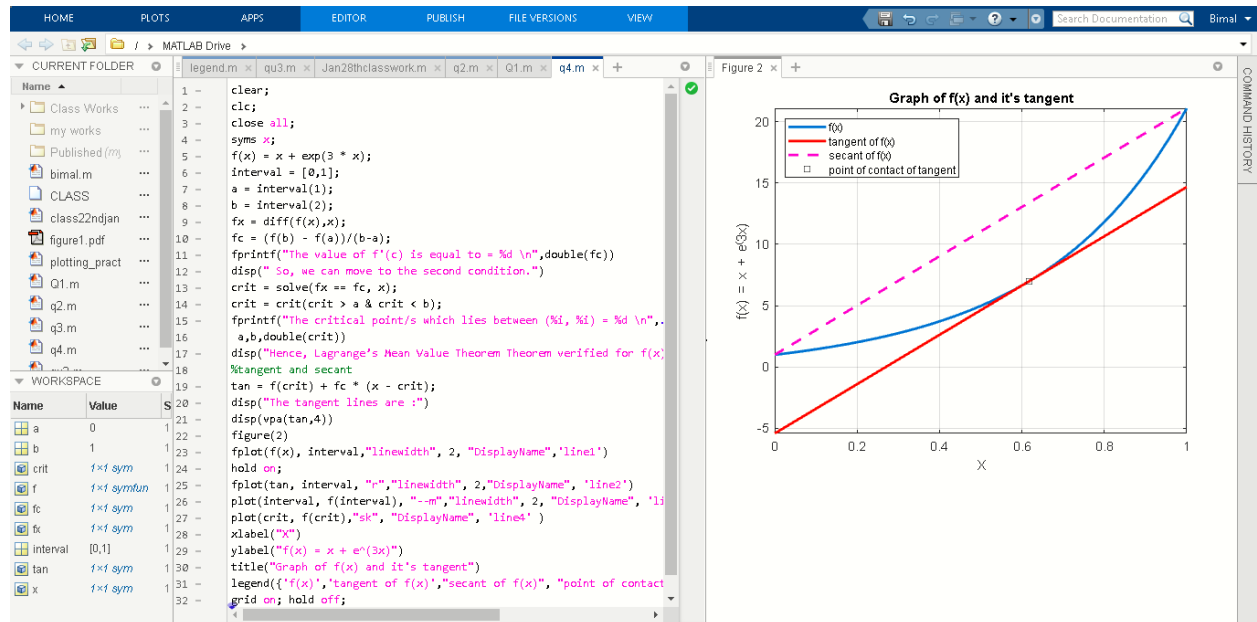 HOME PLOTS APPS EDITOR PUBLISH FILE VERSIONS VIEW Search Documentation Bimal
/ > MATLAB Drive >
CURRENT FOLDER
Name
Class Works
my works
Published (my
bimal.m
CLASS
class22ndjan
figure1.pdf
plotting_pract
Q1.m
q2.m
q3.m
q4.m
WORKSPACE
Name Value S
a 0 1
b 1 1
crit 1×1 sym 1
f 1×1 symfun 1
fc 1×1 sym 1
fx 1×1 sym 1
interval [0,1] 1
tan 1×1 sym 1
x 1×1 sym 1
legend.m × qu3.m × Jan28thclasswork.m × q2.m × Q1.m × q4.m × +
1 - clear;
2 - clc;
3 - close all;
4 - syms x;
5 - f(x) = x + exp(3 * x);
6 - interval = [0,1];
7 - a = interval(1);
8 - b = interval(2);
9 - fx = diff(f(x),x);
10 - fc = (f(b) - f(a))/(b-a);
11 - fprintf("The value of f'(c) is equal to = %d \n",double(fc))
12 - disp(" So, we can move to the second condition.")
13 - crit = solve(fx == fc, x);
14 - crit = crit(crit > a & crit < b);
15 - fprintf("The critical point/s which lies between (%i, %i) = %d \n",.
16 a,b,double(crit))
17 - disp("Hence, Lagrange's Mean Value Theorem Theorem verified for f(x)
18 %tangent and secant
19 - tan = f(crit) + fc * (x - crit);
20 - disp("The tangent lines are :")
21 - disp(vpa(tan,4))
22 - figure(2)
23 - fplot(f(x), interval,"linewidth", 2, "DisplayName",'line1')
24 - hold on;
25 - fplot(tan, interval, "r","linewidth", 2,"DisplayName", 'line2')
26 - plot(interval, f(interval), "--m","linewidth", 2, "DisplayName", 'li
27 - plot(crit, f(crit),"sk", "DisplayName", 'line4' )
28 - xlabel("X")
29 - ylabel("f(x) = x + e^(3x)")
30 - title("Graph of f(x) and it's tangent")
31 - legend({'f(x)','tangent of f(x)',"secant of f(x)", "point of contact
32 - grid on; hold off;
Figure 2 × +
Graph of f(x) and it's tangent
f(x)
tangent of f(x)
secant of f(x)
point of contact of tangent
20
15
10
5
0
-5
f(x) = x + e(3x)
0 0.2 0.4 0.6 0.8 1
X
COMMAND HISTORY